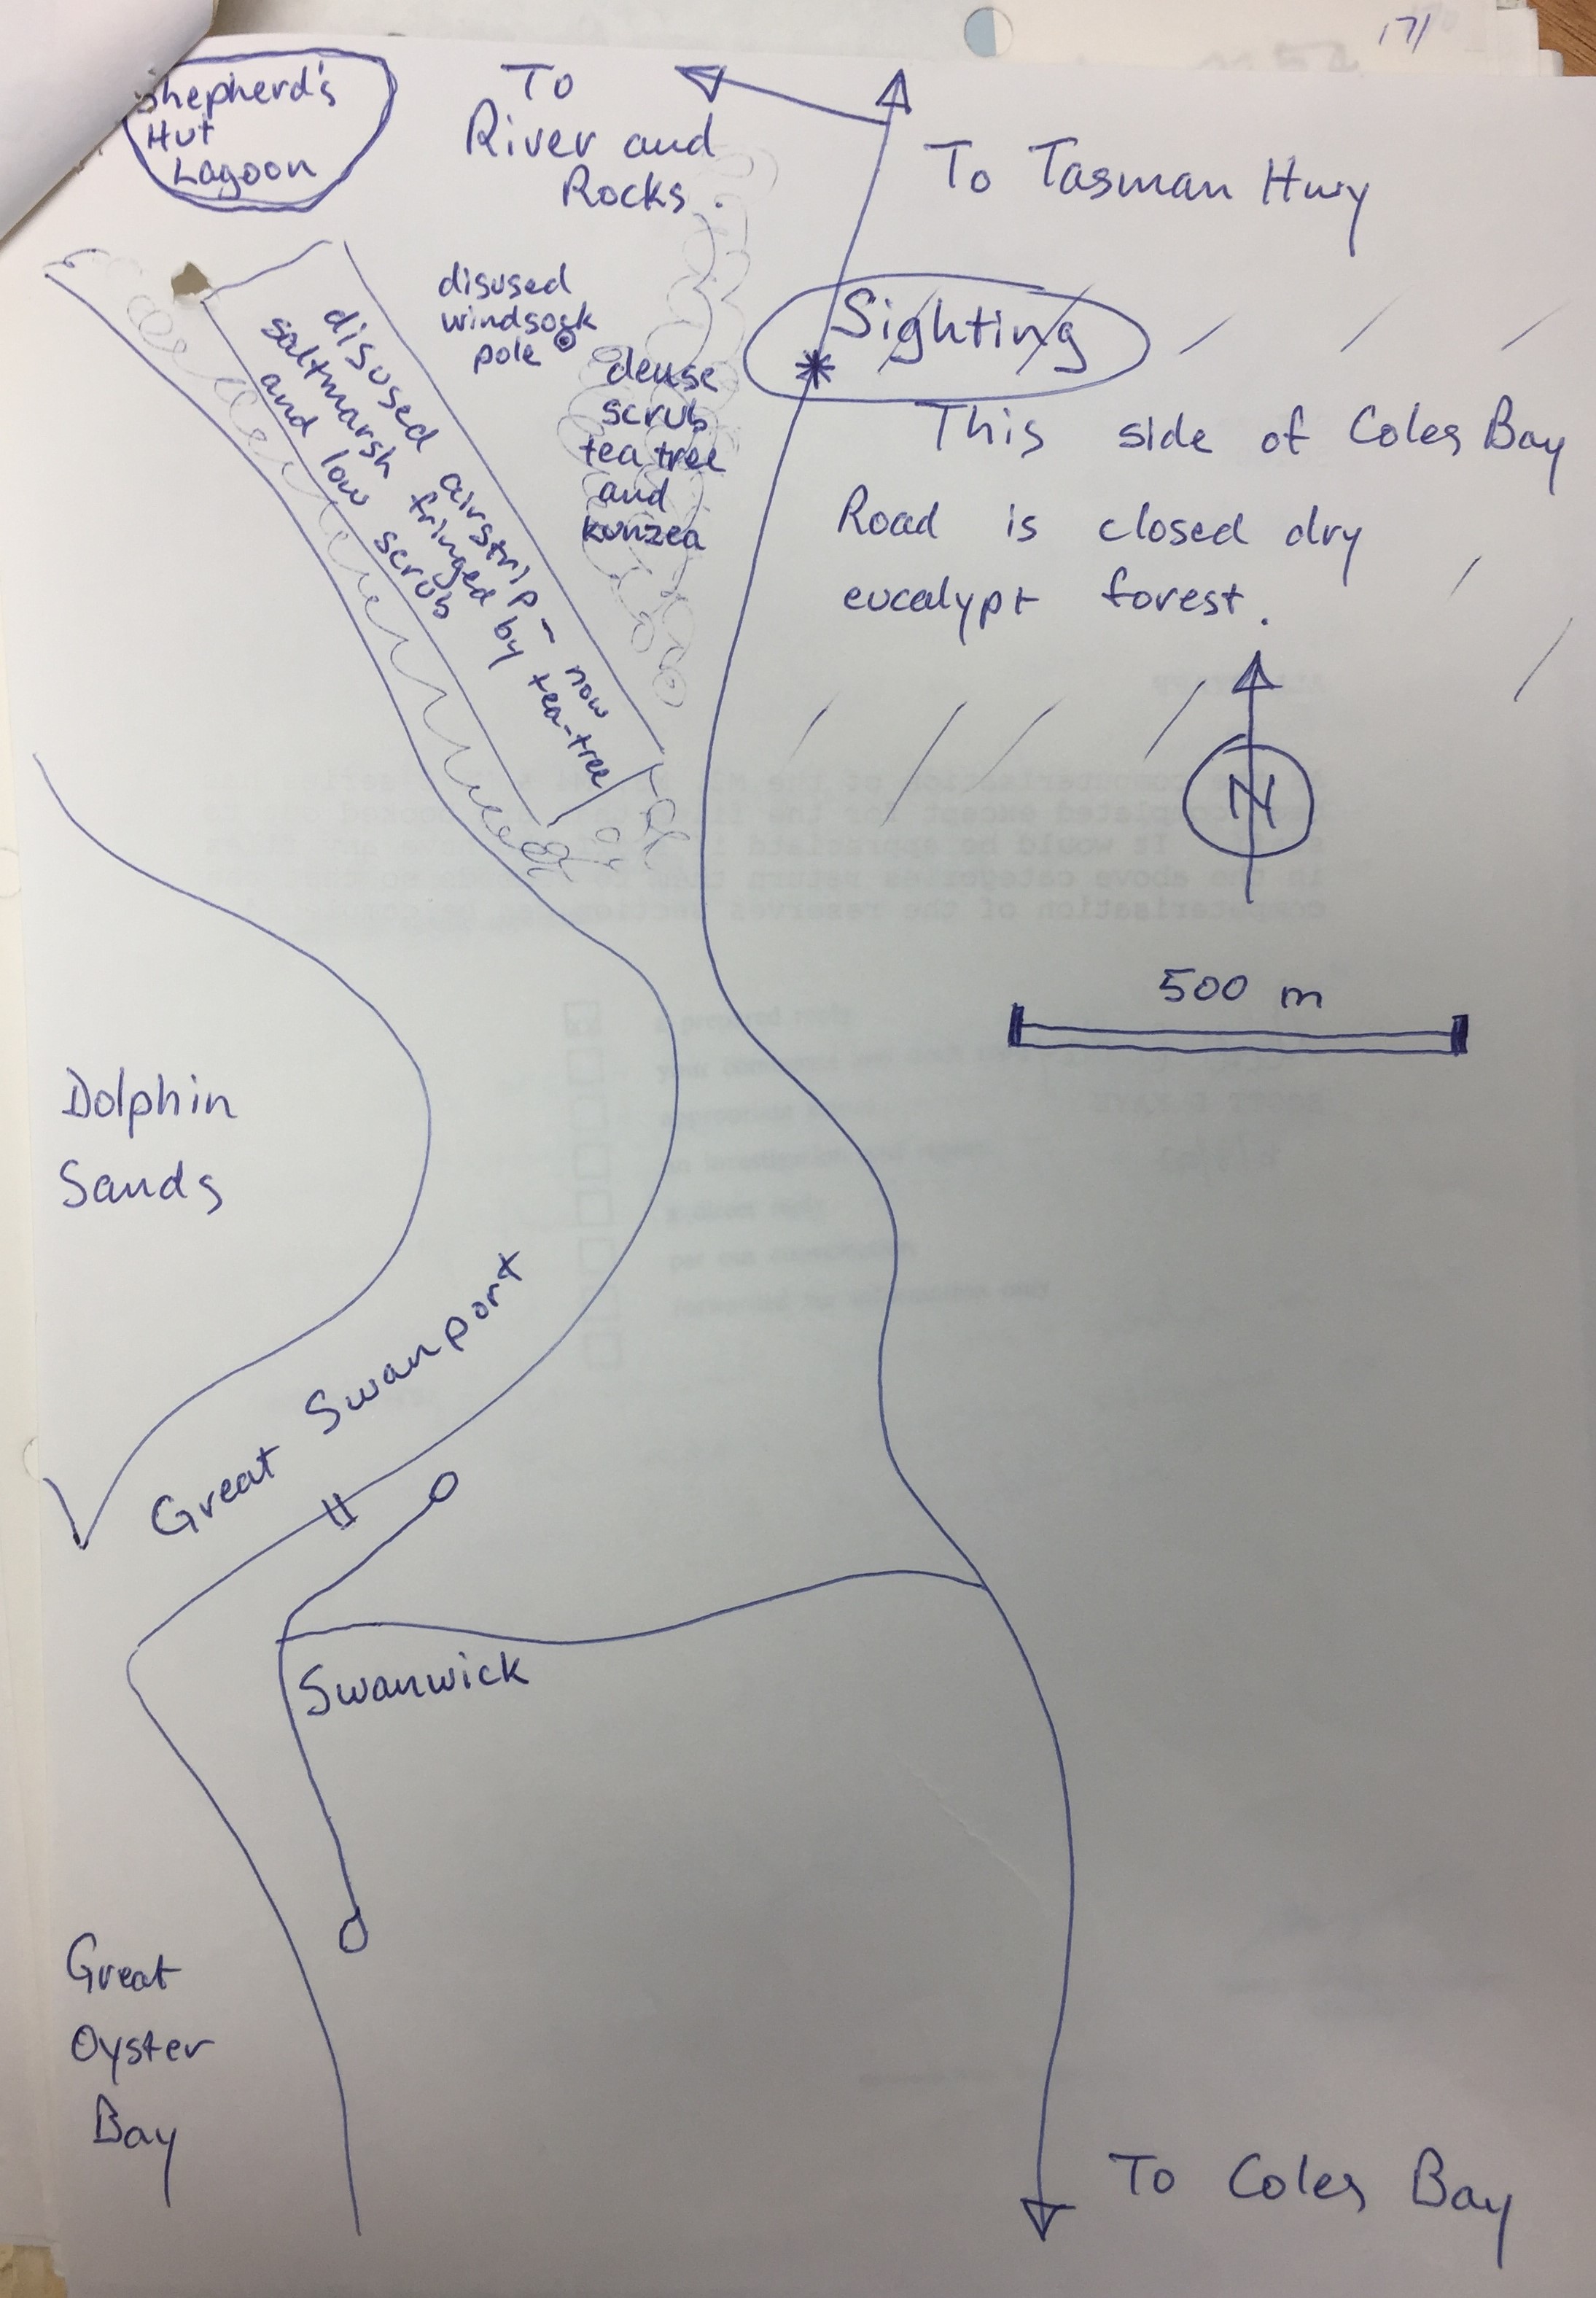 171
Shepherd's
Hut
Lagoon
To
River and
Rocks.
To Tasman Hwy
disused
windsock
pole
Sighting
dense
scrub
tea tree
and
kunzea
disused airstrip - now
saltmarsh fringed by tea-tree
and low scrub
This side of Coles Bay
Road is closed dry
eucalypt forest.
N
500 m
Dolphin
Sands
Great Swanport
Swanwick
Great
Oyster
Bay
To Coles Bay